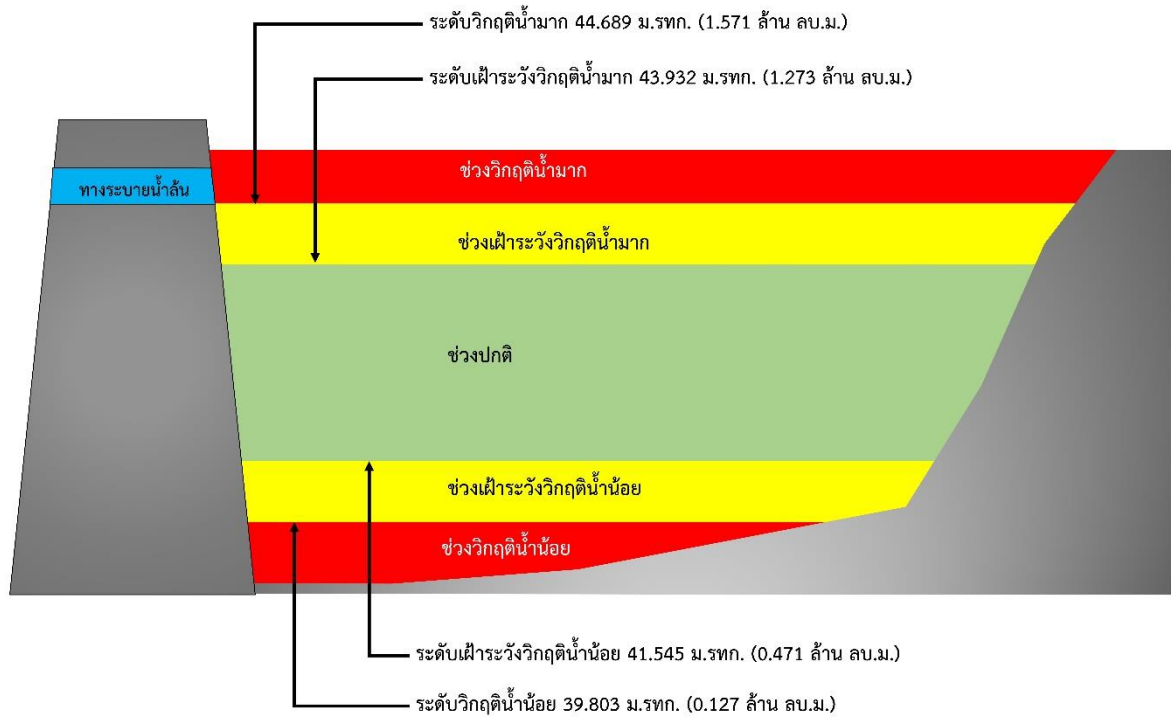 ระดับวิกฤติน้ำมาก 44.689 ม.รทก. (1.571 ล้าน ลบ.ม.)
ระดับเฝ้าระวังวิกฤติน้ำมาก 43.932 ม.รทก. (1.273 ล้าน ลบ.ม.)
ช่วงวิกฤติน้ำมาก
ทางระบายน้ำล้น
ช่วงเฝ้าระวังวิกฤติน้ำมาก
ช่วงปกติ
ช่วงเฝ้าระวังวิกฤติน้ำน้อย
ช่วงวิกฤติน้ำน้อย
ระดับเฝ้าระวังวิกฤติน้ำน้อย 41.545 ม.รทก. (0.471 ล้าน ลบ.ม.)
ระดับวิกฤติน้ำน้อย 39.803 ม.รทก. (0.127 ล้าน ลบ.ม.)